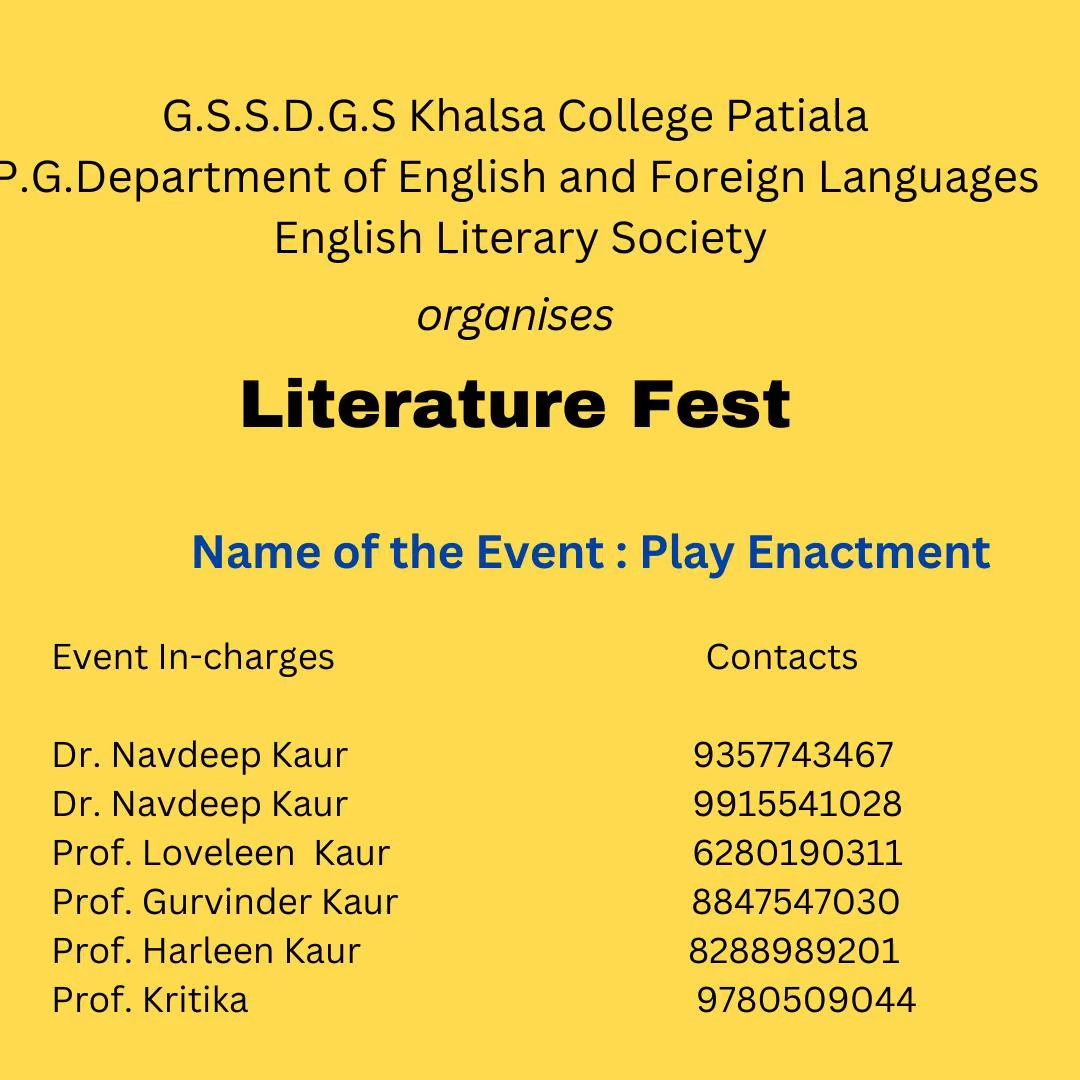 G.S.S.D.G.S Khalsa College Patiala
P.G.Department of English and Foreign Languages
English Literary Society
organises
Literature Fest
Name of the Event : Play Enactment
Event In-charges Contacts
Dr. Navdeep Kaur 9357743467
Dr. Navdeep Kaur 9915541028
Prof. Loveleen Kaur 6280190311
Prof. Gurvinder Kaur 8847547030
Prof. Harleen Kaur 8288989201
Prof. Kritika 9780509044